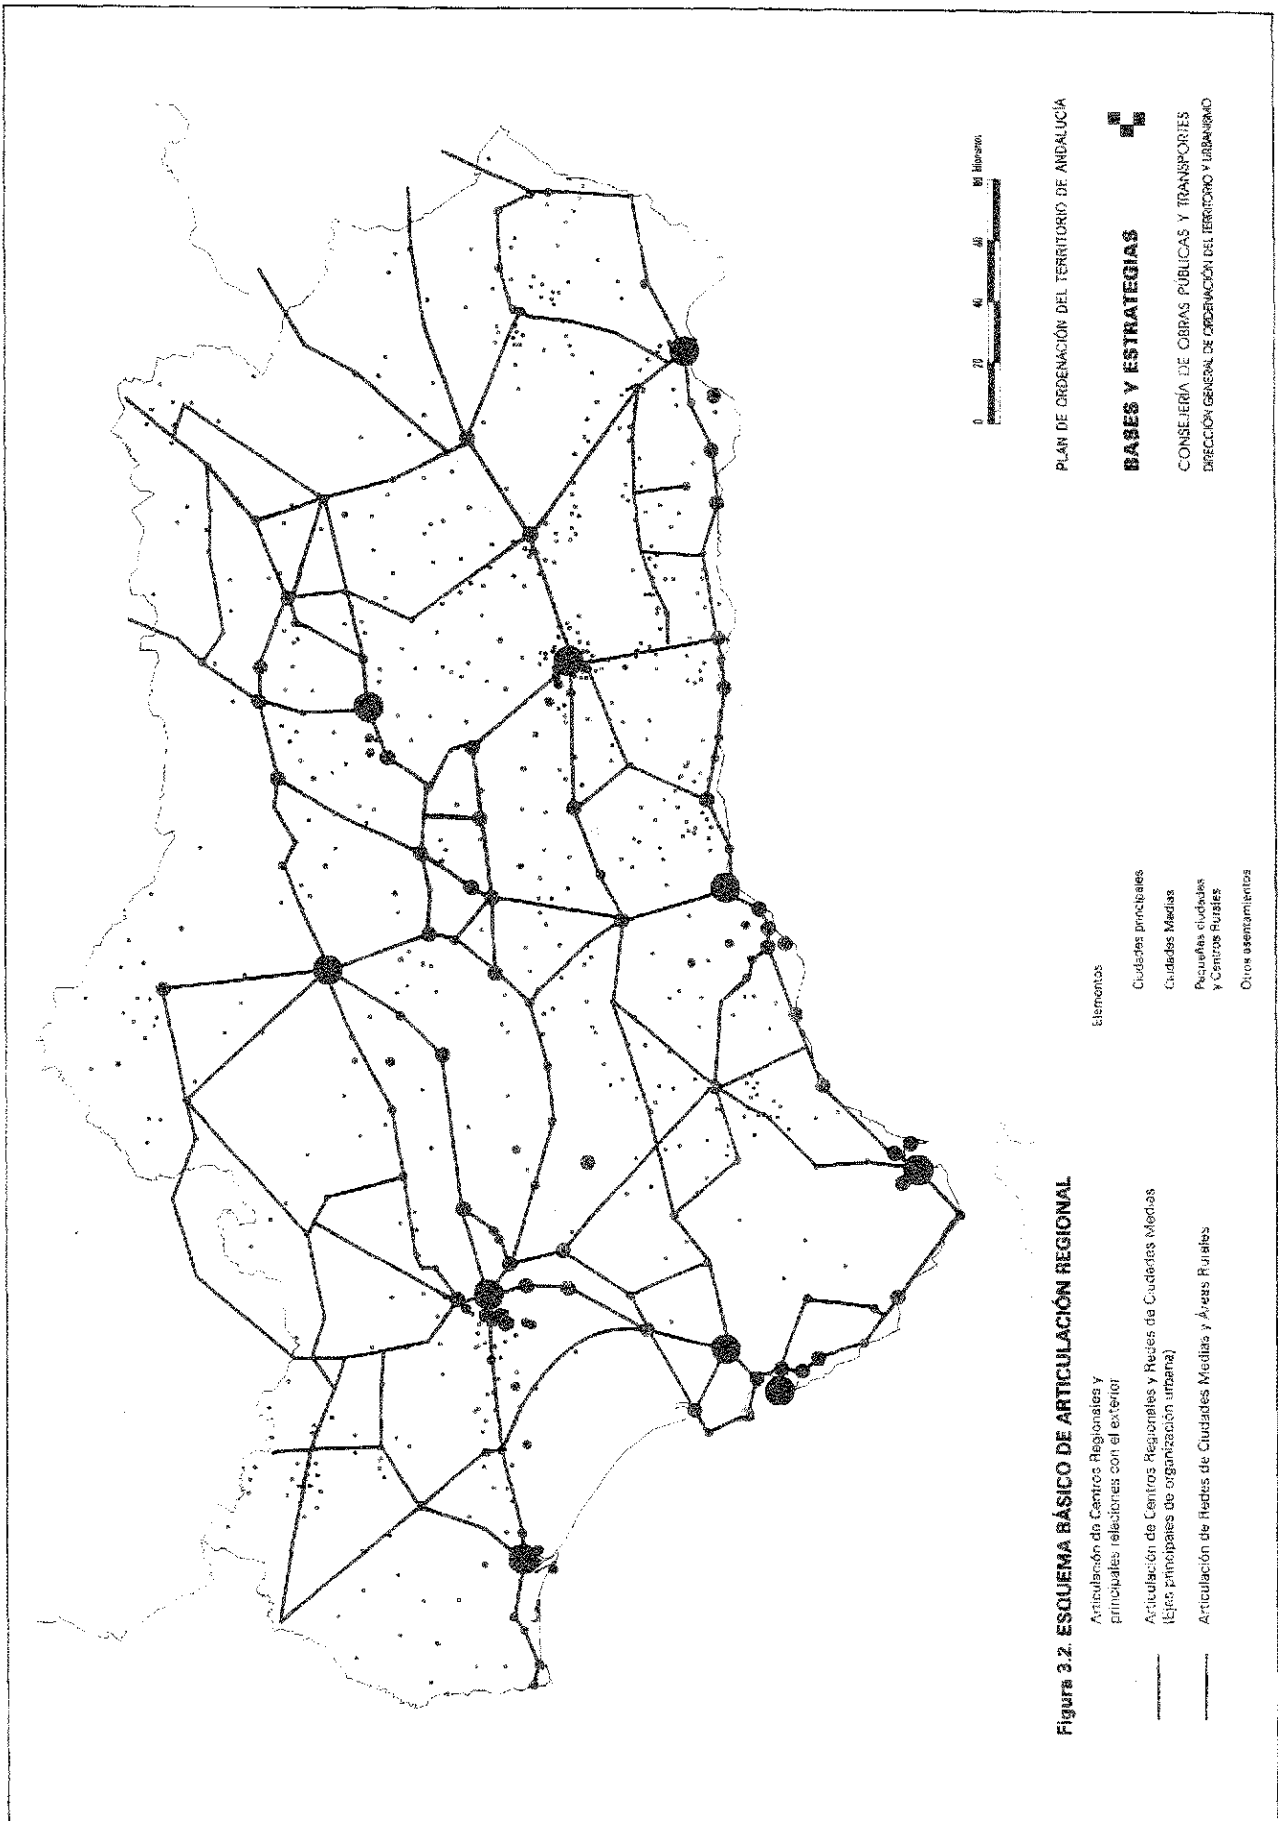 Figura 3.2. ESQUEMA BÁSICO DE ARTICULACIÓN REGIONAL
Articulación de Centros Regionales y
principales relaciones con el exterior
Articulación de Centros Regionales y Redes de Ciudades Medias
(Ejes principales de organización urbana)
Articulación de Redes de Ciudades Medias y Áreas Rurales
Elementos
Ciudades principales
Ciudades Medias
Pequeñas ciudades
y Centros Rurales
Otros asentamientos
0 20 40 60 80 kilómetros
PLAN DE ORDENACIÓN DEL TERRITORIO DE ANDALUCÍA
BASES Y ESTRATEGIAS
CONSEJERÍA DE OBRAS PÚBLICAS Y TRANSPORTES
DIRECCIÓN GENERAL DE ORDENACIÓN DEL TERRITORIO Y URBANISMO